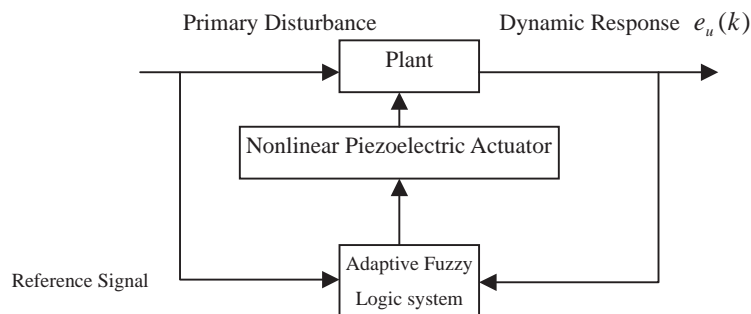 Primary Disturbance
Dynamic Response e_u(k)
Plant
Nonlinear Piezoelectric Actuator
Adaptive Fuzzy
Logic system
Reference Signal